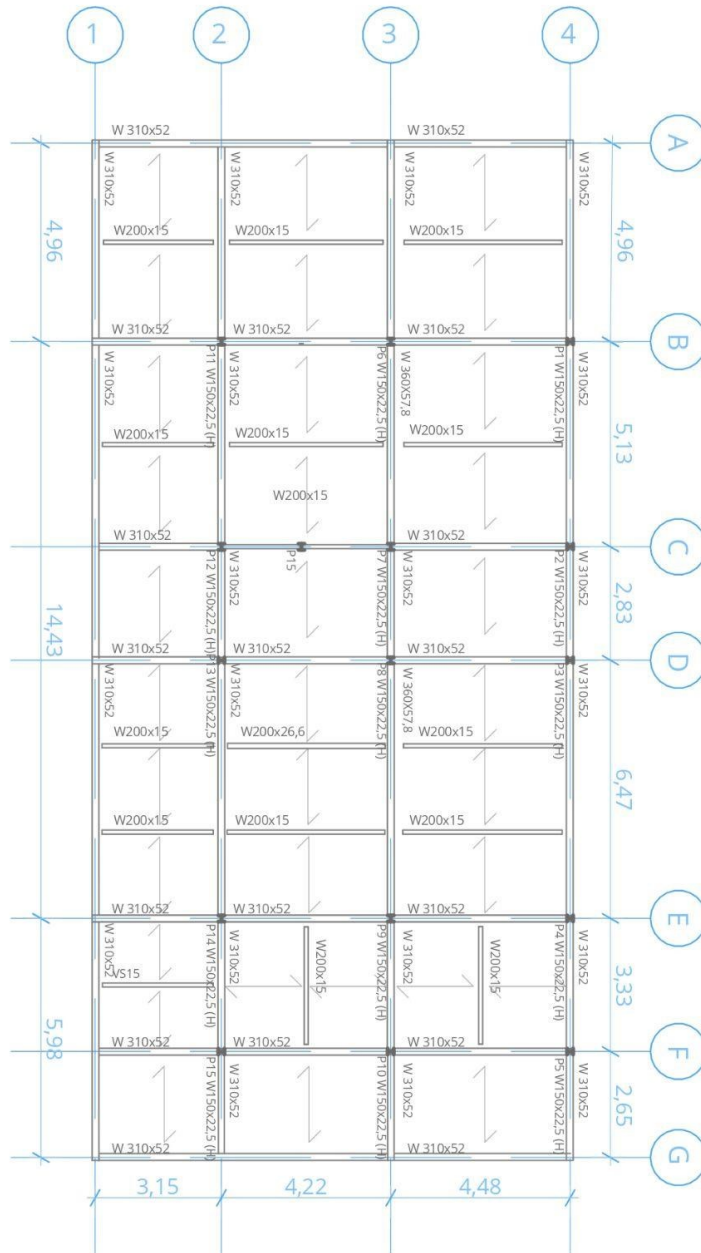 1 2 3 4
W 310x52 W 310x52
A
W 310x52 W 310x52 W 310x52 W 310x52
4,96 4,96
W200x15 W200x15 W200x15
W 310x52 W 310x52 W 310x52
B
W 310x52 P11 W150x22,5 (H) W 310x52 P6 W150x22,5 (H) W 360X57,8 P1 W150x22,5 (H) W 310x52
5,13
W200x15 W200x15 W200x15
W200x15
W 310x52 W 310x52
C
P12 W150x22,5 (H) W 310x52 P15 P7 W150x22,5 (H) W 310x52 P2 W150x22,5 (H) W 310x52
14,43 2,83
W 310x52 W 310x52 W 310x52
D
W 310x52 P13 W150x22,5 (H) W 310x52 P8 W150x22,5 (H) W 360X57,8 P3 W150x22,5 (H) W 310x52
W200x15 W200x26,6 W200x15
6,47
W200x15 W200x15 W200x15
W 310x52 W 310x52 W 310x52
E
W 310x52 P14 W150x22,5 (H) W 310x52 W200x15 P9 W150x22,5 (H) W 310x52 W200x15 P4 W150x22,5 (H) W 310x52
VS15
3,33
5,98
W 310x52 W 310x52 W 310x52
F
P15 W150x22,5 (H) W 310x52 P10 W150x22,5 (H) W 310x52 P5 W150x22,5 (H) W 310x52
2,65
W 310x52 W 310x52
G
3,15 4,22 4,48